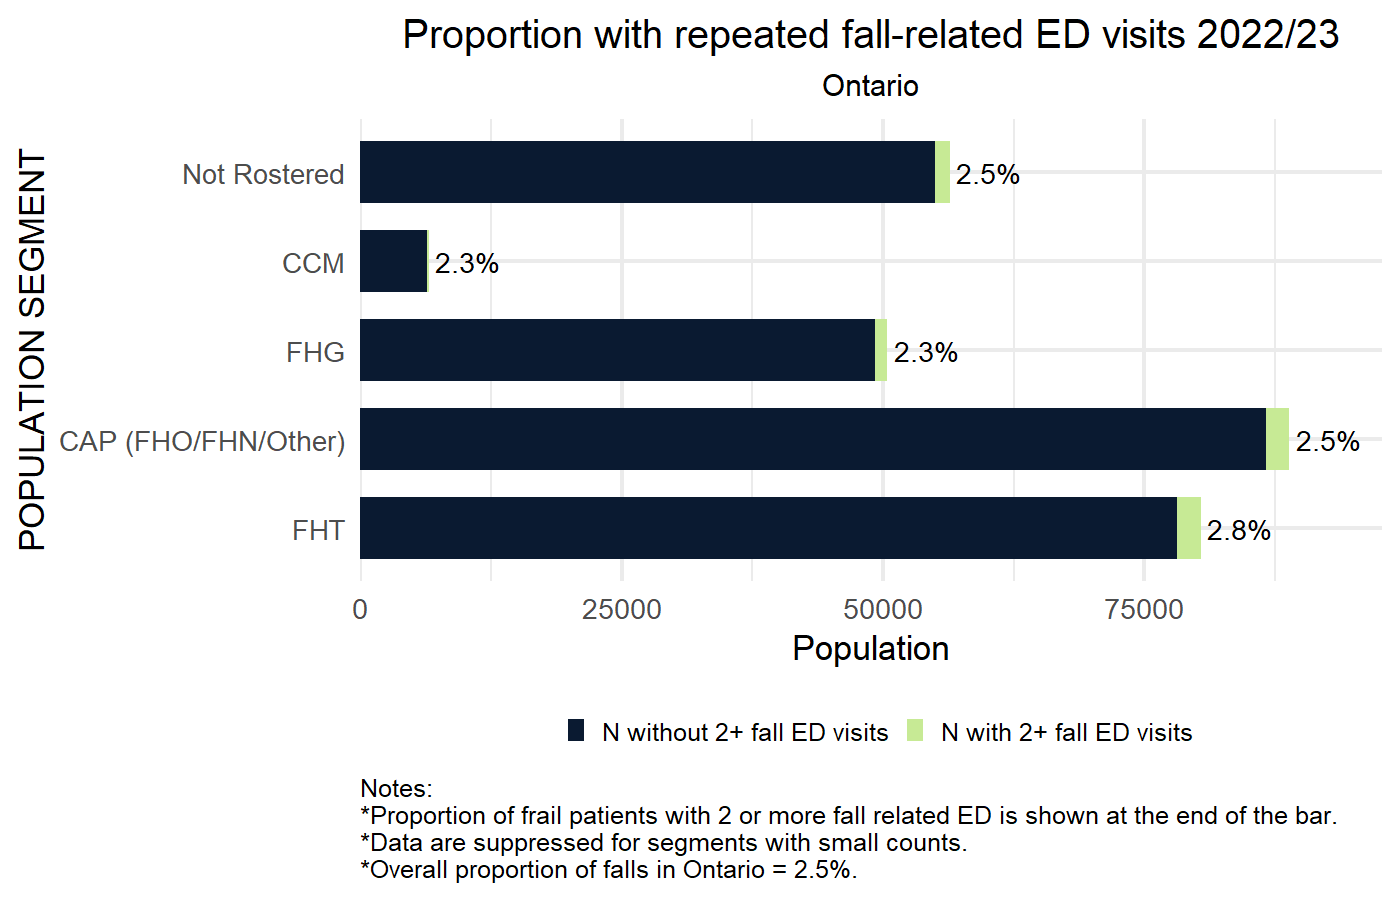 Proportion with repeated fall-related ED visits 2022/23
Ontario
POPULATION SEGMENT
Not Rostered
2.5%
CCM
2.3%
FHG
2.3%
CAP (FHO/FHN/Other)
2.5%
FHT
2.8%
0
25000
50000
75000
Population
N without 2+ fall ED visits
N with 2+ fall ED visits
Notes:
*Proportion of frail patients with 2 or more fall related ED is shown at the end of the bar.
*Data are suppressed for segments with small counts.
*Overall proportion of falls in Ontario = 2.5%.